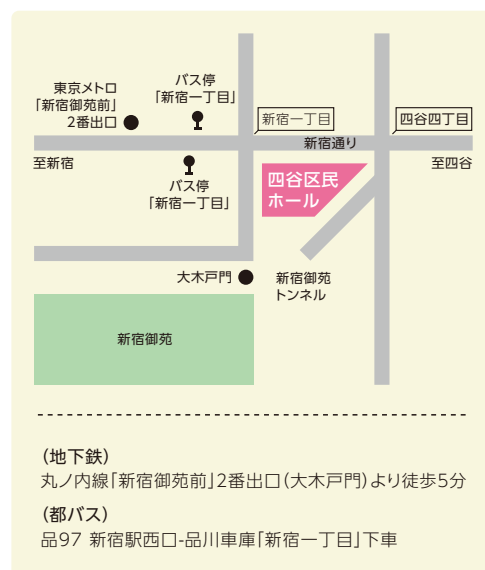 東京メトロ
「新宿御苑前」
2番出口
バス停
「新宿一丁目」
新宿一丁目
四谷四丁目
新宿通り
至新宿
至四谷
バス停
「新宿一丁目」
四谷区民
ホール
大木戸門
新宿御苑
トンネル
新宿御苑
（地下鉄）
丸ノ内線「新宿御苑前」2番出口（大木戸門）より徒歩5分
（都バス）
品97 新宿駅西口-品川車庫「新宿一丁目」下車